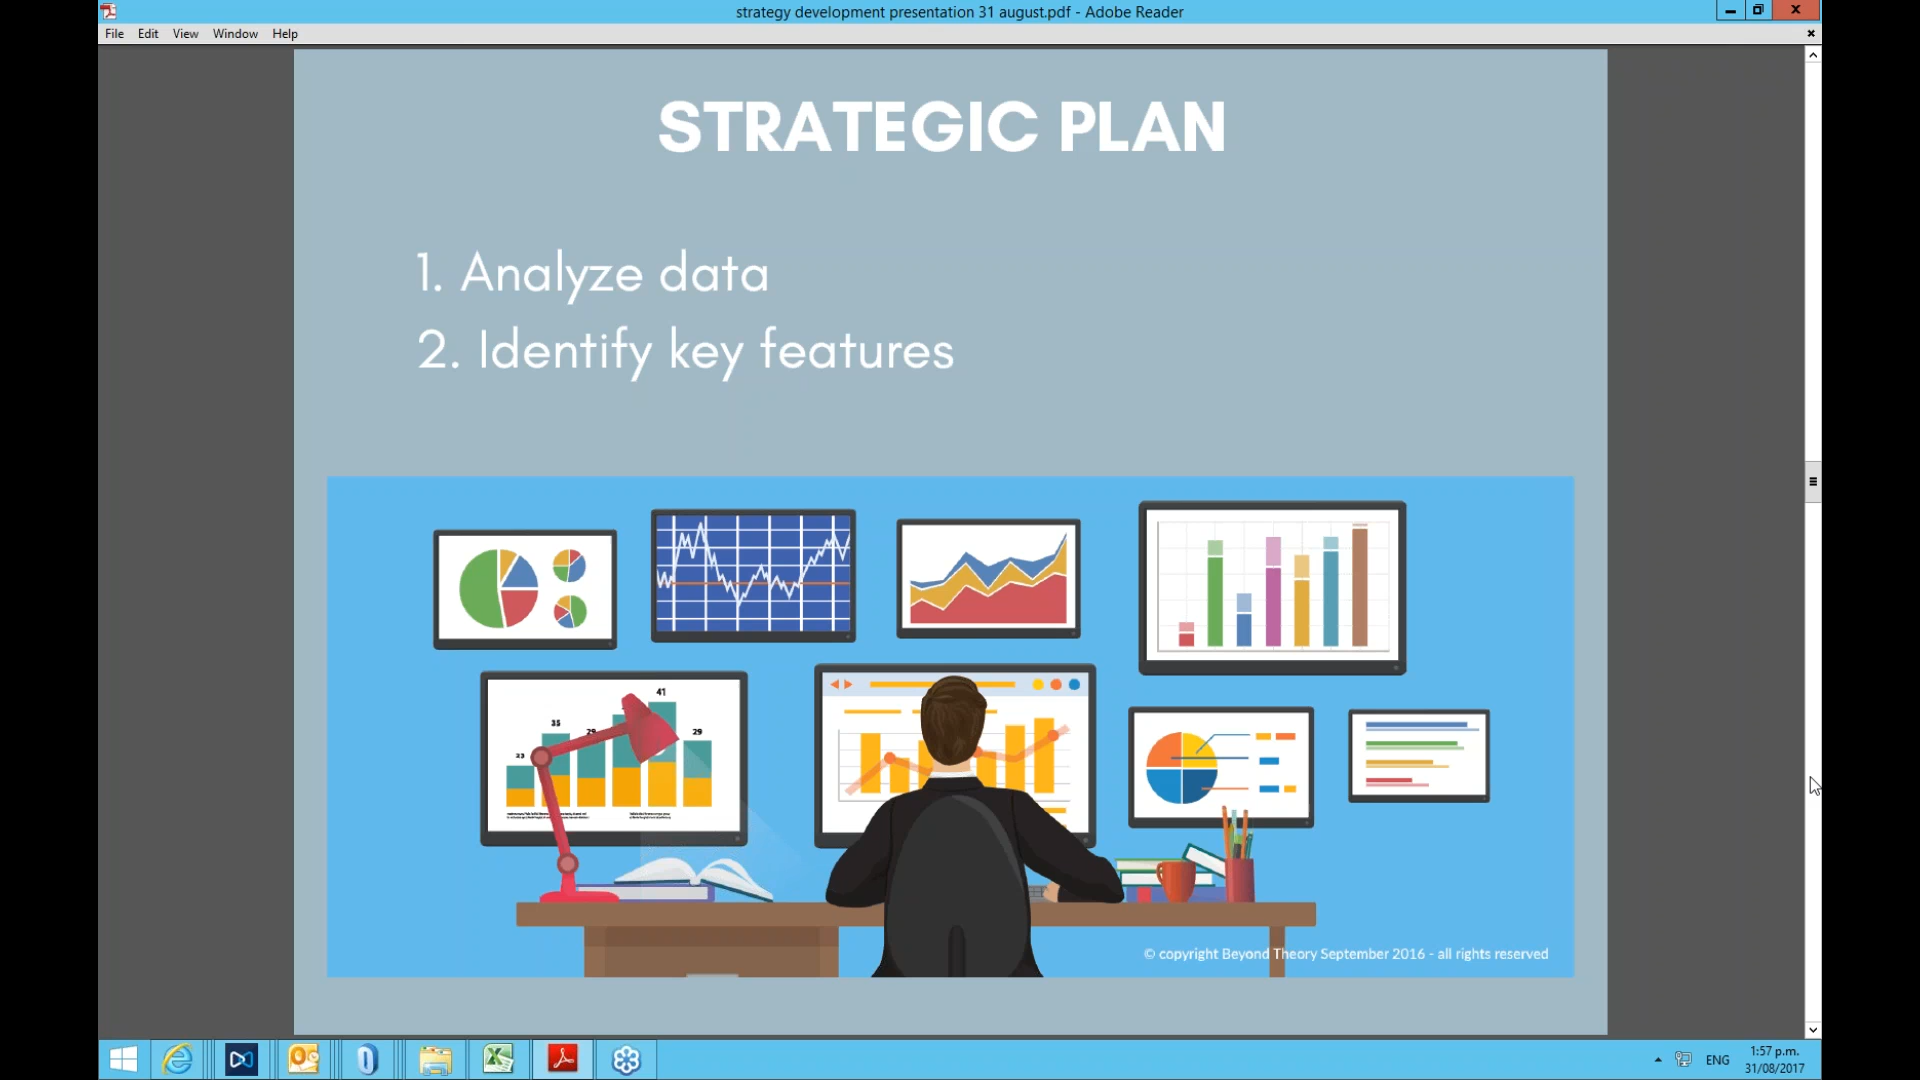 strategy development presentation 31 august.pdf - Adobe Reader
File Edit View Window Help
STRATEGIC PLAN
1. Analyze data
2. Identify key features
41
35
29
29
23
© copyright Beyond Theory September 2016 - all rights reserved
ENG
1:57 p.m.
31/08/2017